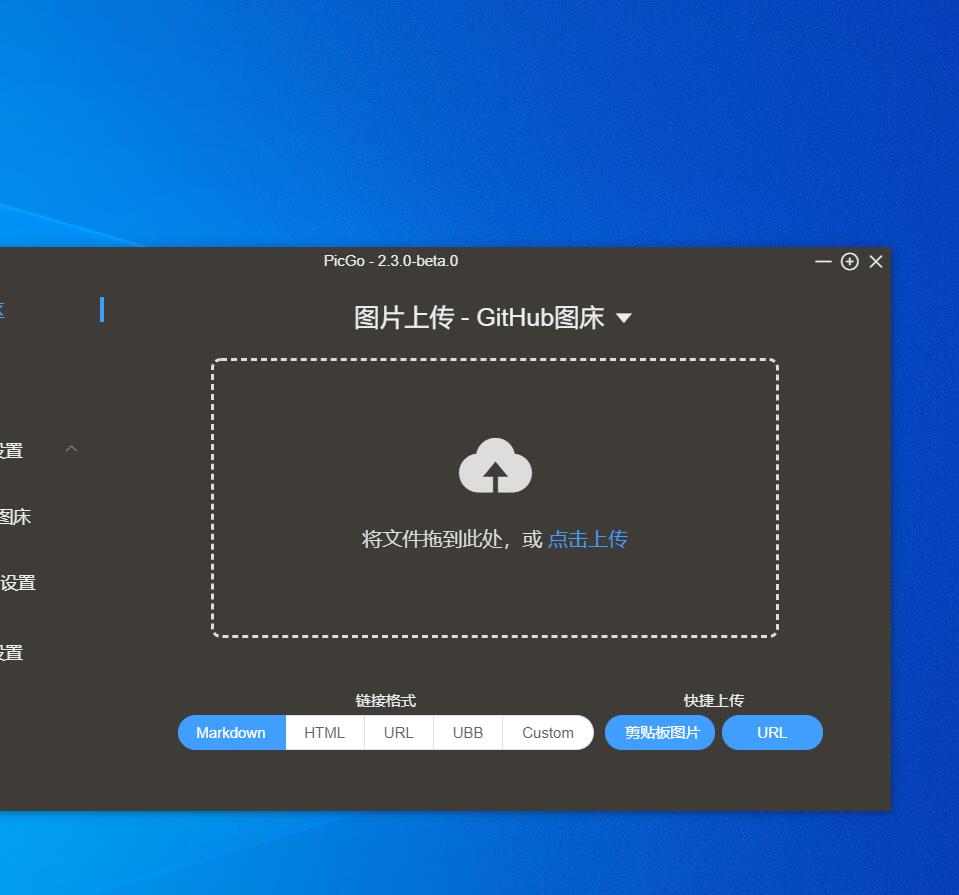 PicGo - 2.3.0-beta.0
图片上传 - GitHub图床
设置
图床
设置
设置
将文件拖到此处，或 点击上传
链接格式
快捷上传
Markdown HTML URL UBB Custom 剪贴板图片 URL